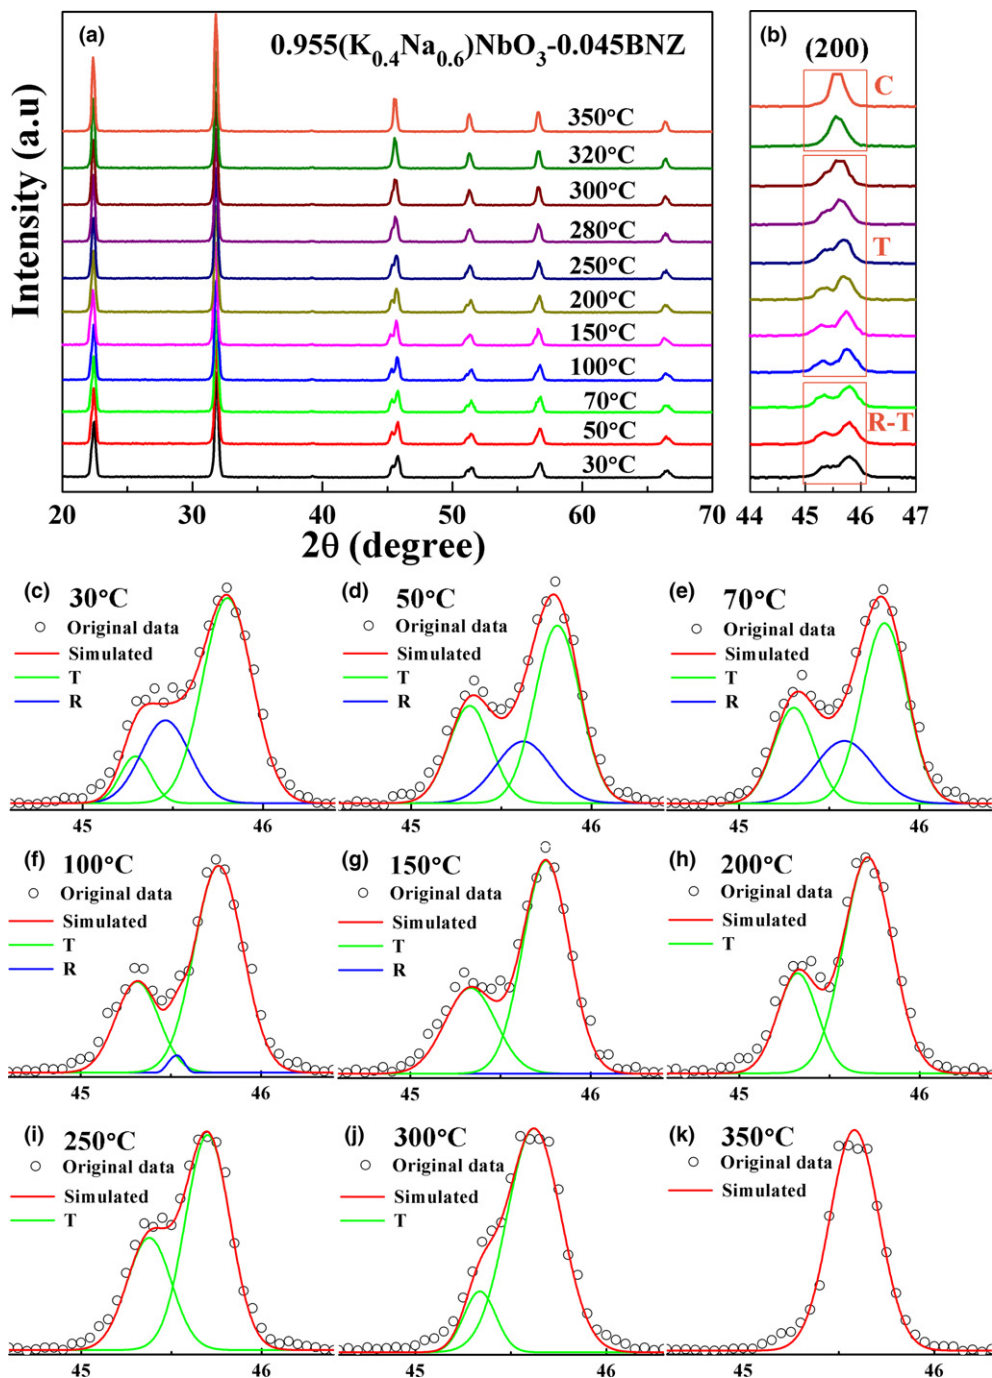 (a)
0.955(K0.4Na0.6)NbO3-0.045BNZ
Intensity (a.u)
350°C
320°C
300°C
280°C
250°C
200°C
150°C
100°C
70°C
50°C
30°C
20 30 40 50 60 70
2θ (degree)
(b)
(200)
C
T
R-T
44 45 46 47
(c) 30°C
Original data
Simulated
T
R
45 46
(d) 50°C
Original data
Simulated
T
R
45 46
(e) 70°C
Original data
Simulated
T
R
45 46
(f) 100°C
Original data
Simulated
T
R
45 46
(g) 150°C
Original data
Simulated
T
R
45 46
(h) 200°C
Original data
Simulated
T
45 46
(i) 250°C
Original data
Simulated
T
45 46
(j) 300°C
Original data
Simulated
T
45 46
(k) 350°C
Original data
Simulated
45 46